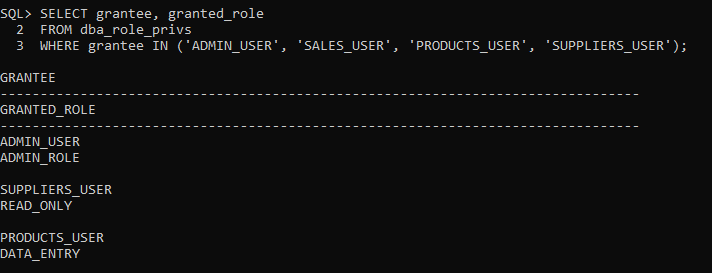 SQL> SELECT grantee, granted_role
2 FROM dba_role_privs
3 WHERE grantee IN ('ADMIN_USER', 'SALES_USER', 'PRODUCTS_USER', 'SUPPLIERS_USER');
GRANTEE
--------------------------------------------------------------------------------
GRANTED_ROLE
--------------------------------------------------------------------------------
ADMIN_USER
ADMIN_ROLE
SUPPLIERS_USER
READ_ONLY
PRODUCTS_USER
DATA_ENTRY